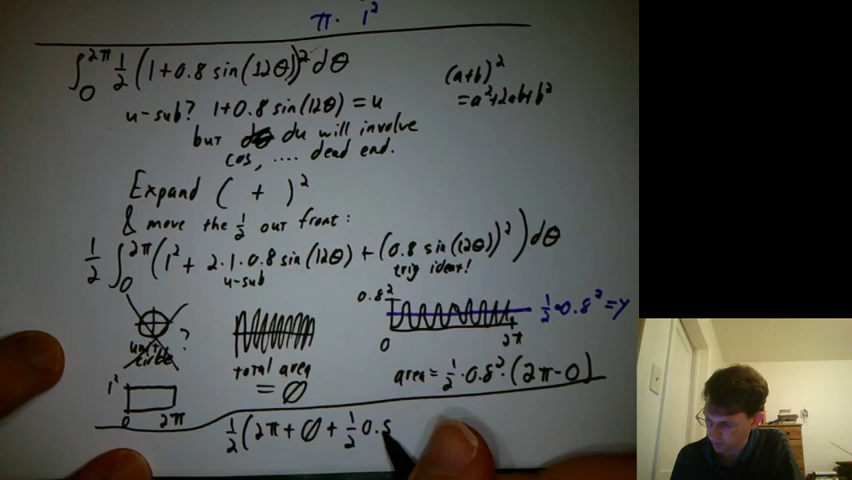 π · 1²
∫₀^2π 1/2 (1+0.8 sin(12θ))² dθ
(a+b)²
= a²+2ab+b²
u-sub? 1+0.8 sin(12θ) = u
but du will involve
cos, .... dead end.
Expand ( + )²
& move the 1/2 out front:
1/2 ∫₀^2π (1² + 2·1·0.8 sin(12θ) + (0.8 sin(12θ))²) dθ
u-sub
trig ident!
unit circle ?
1²
0 2π
total area
= 0
0.8²
1/2·0.8² = y
0 2π
area = 1/2·0.8²·(2π-0)
1/2 (2π + 0 + 1/2 0.8